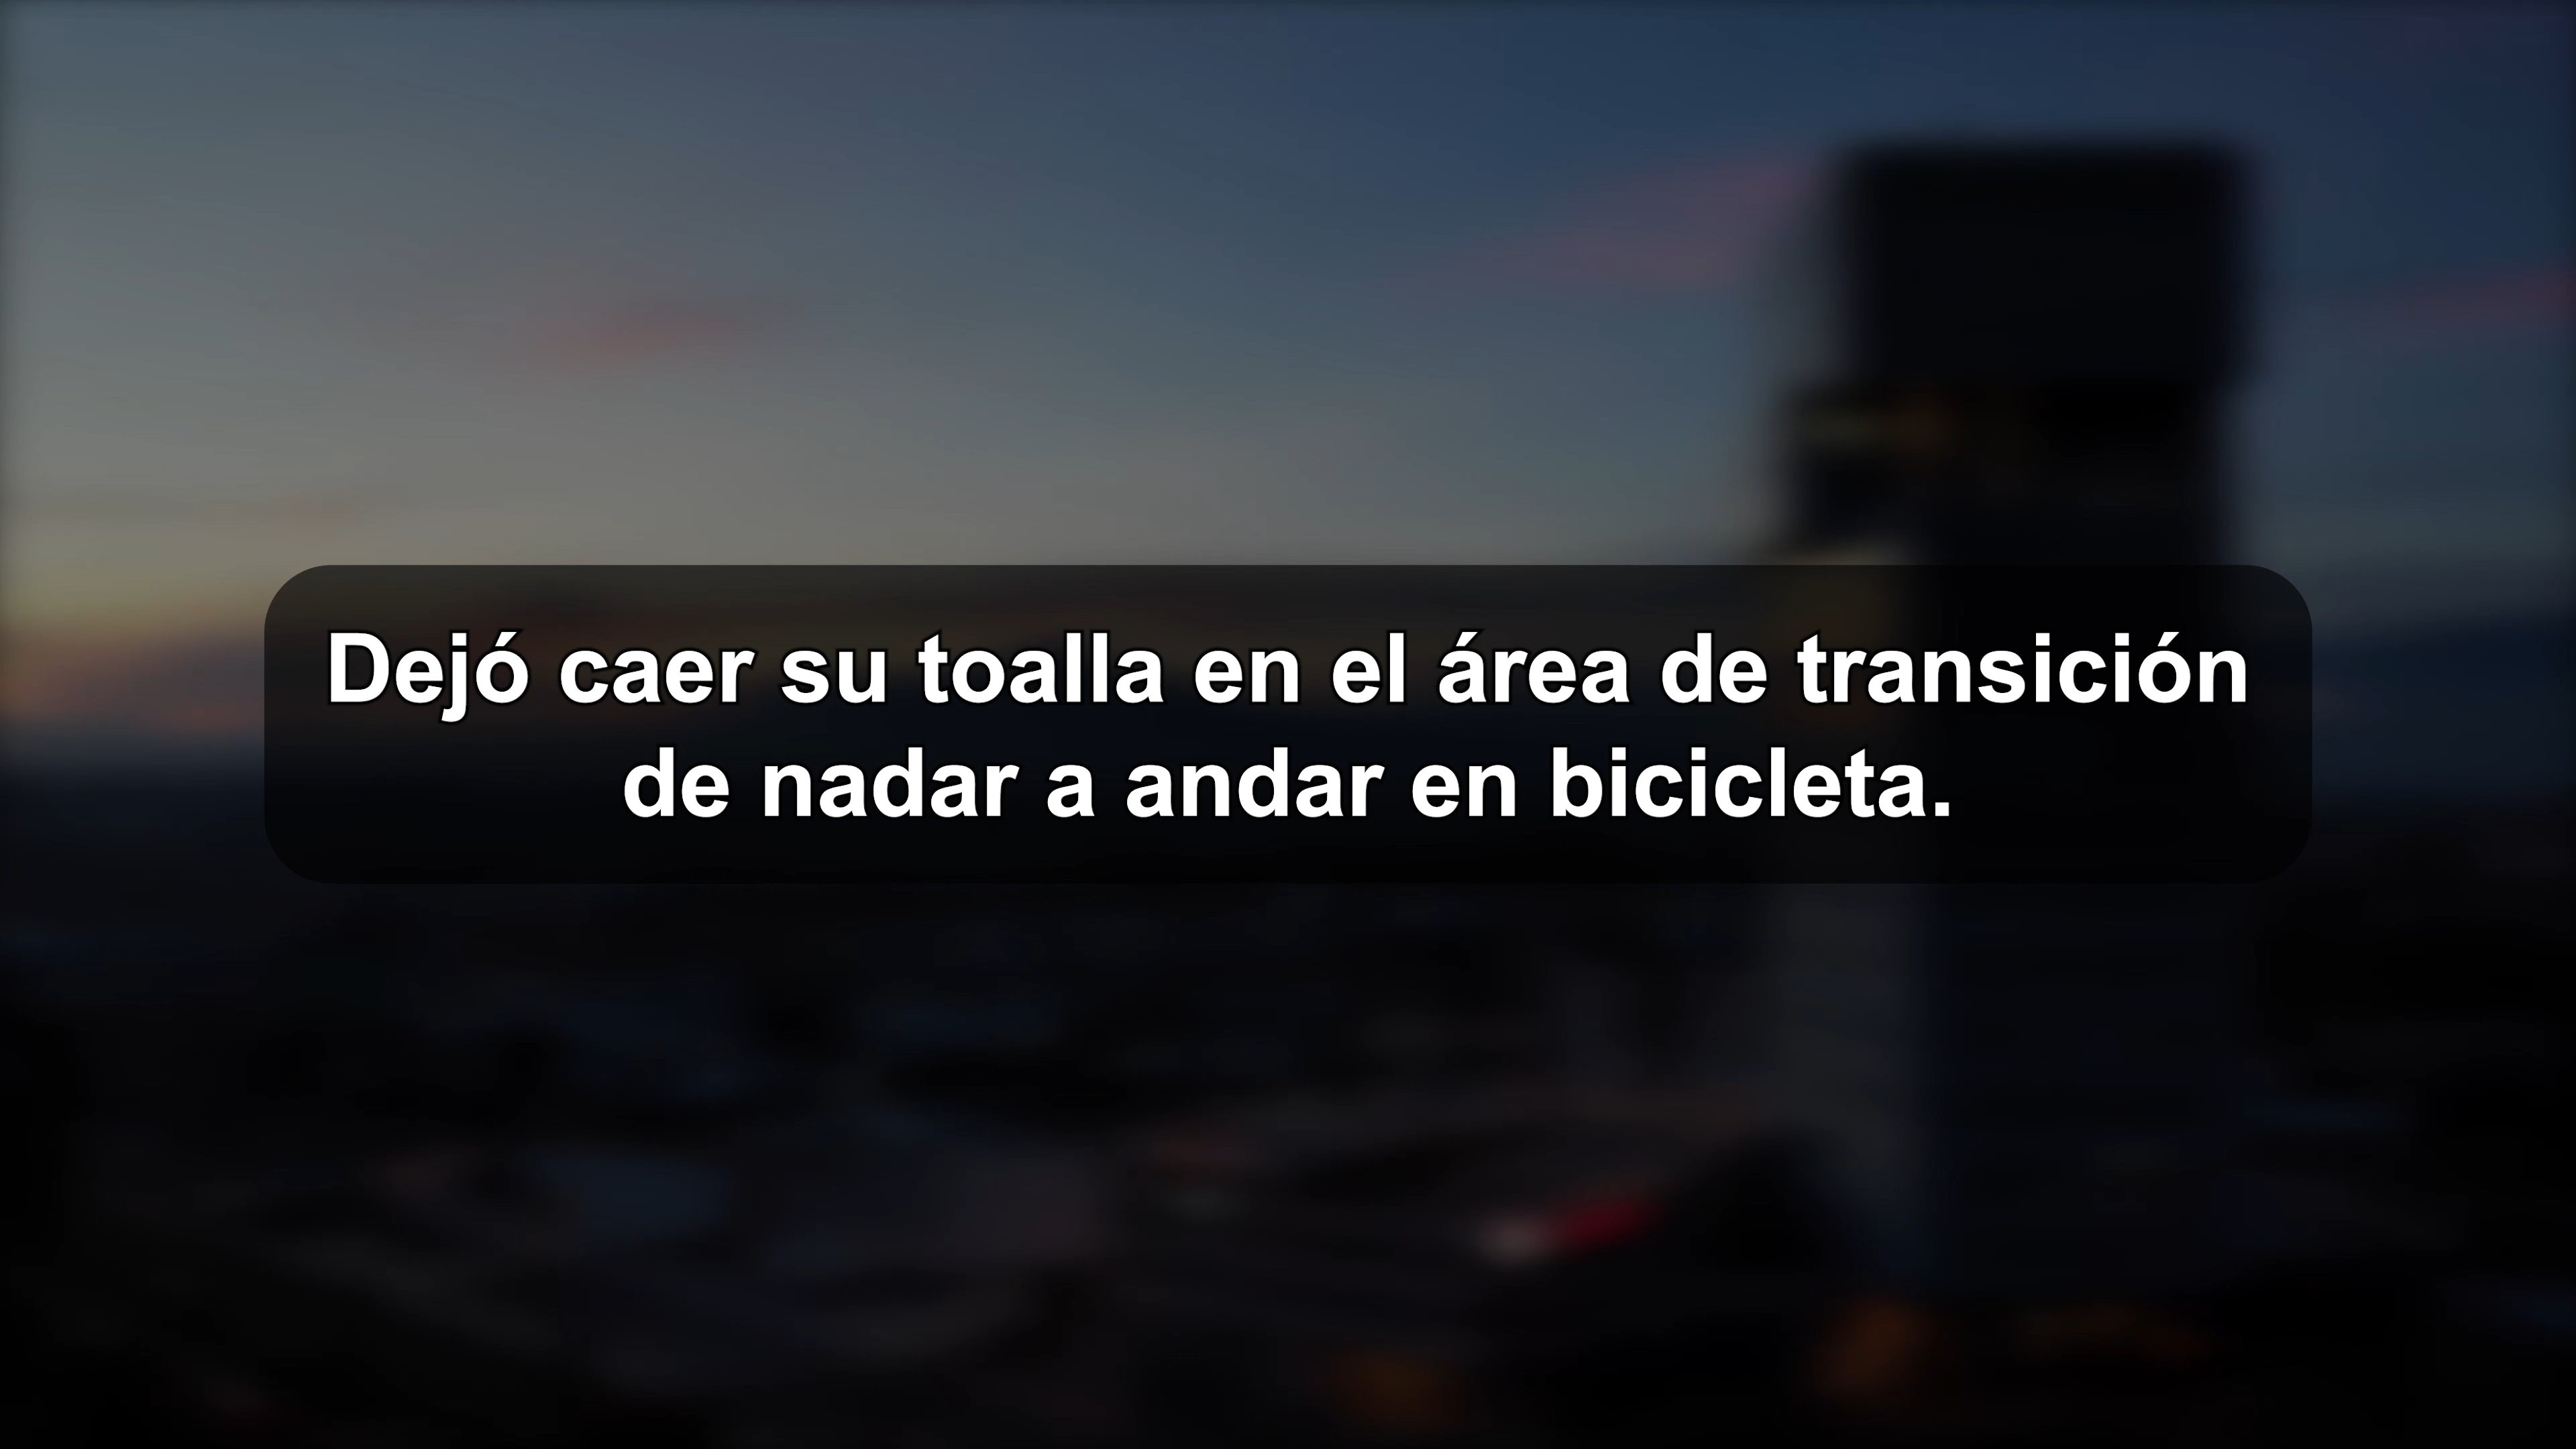 Dejó caer su toalla en el área de transición
de nadar a andar en bicicleta.